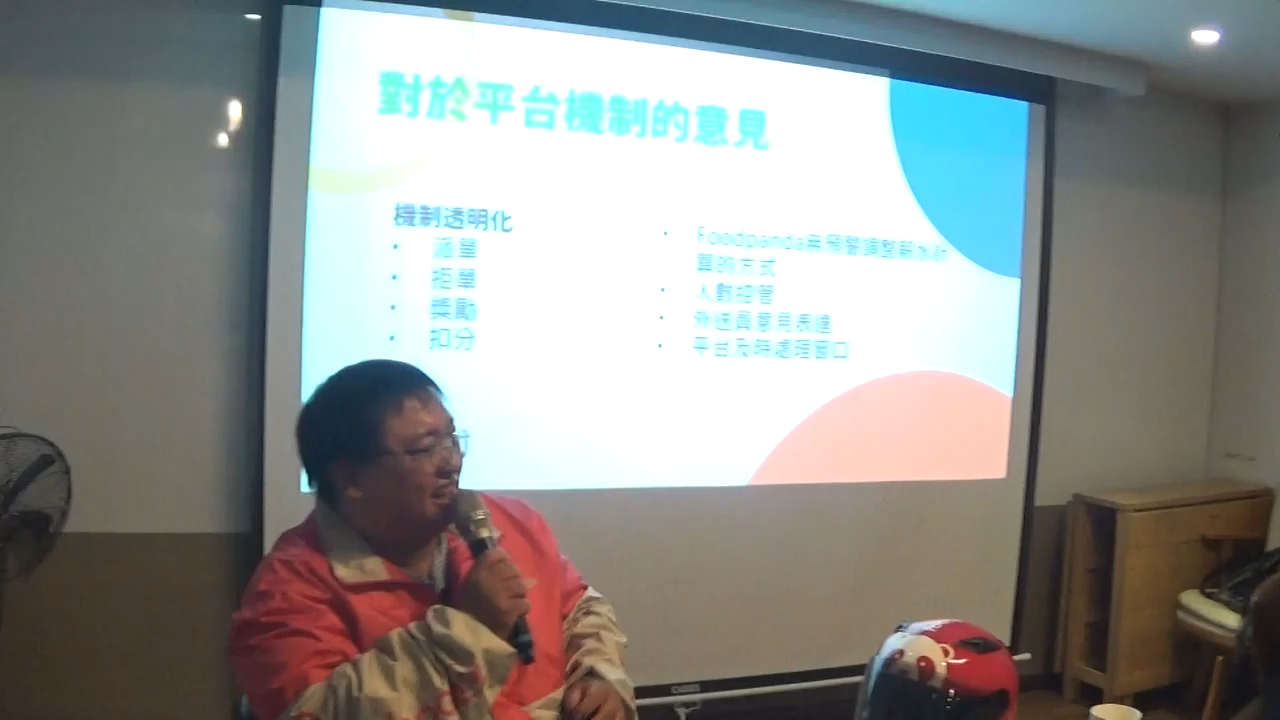 對於平台機制的意見
機制透明化
• 派單
• 拒單
• 獎勵
• 扣分
• Foodpanda無預警調整薪水計
算的方式
• 人數控管
• 外送員意見表達
• 平台及時處理窗口